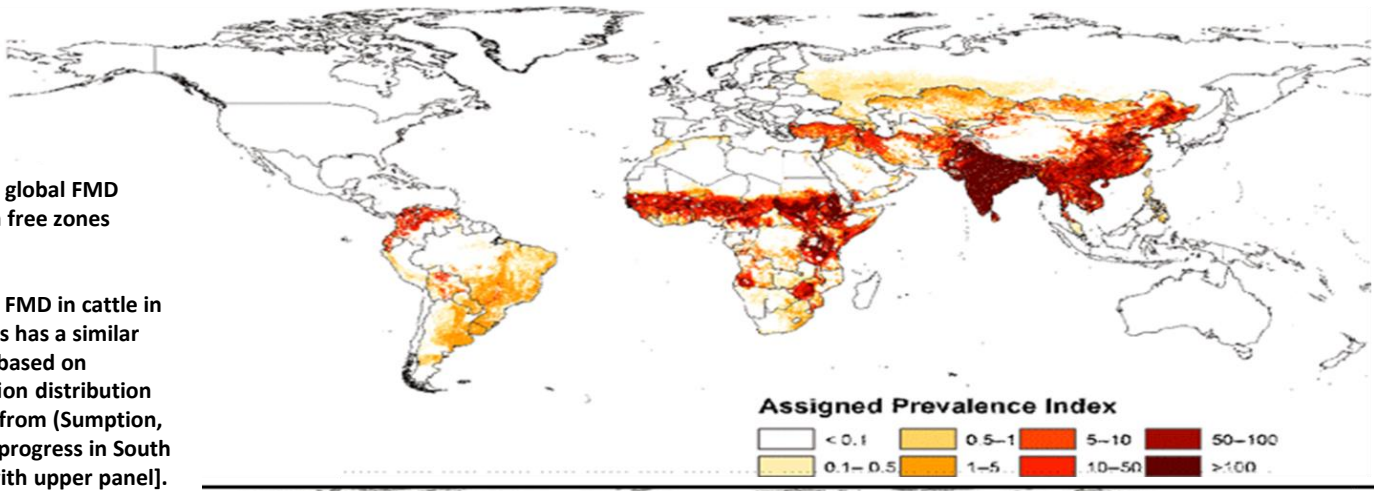 global FMD
free zones
FMD in cattle in
s has a similar
based on
ion distribution
from (Sumption,
progress in South
with upper panel].
Assigned Prevalence Index
< 0.1
0.5–1
5–10
50–100
0.1–0.5
1–5
10–50
>100